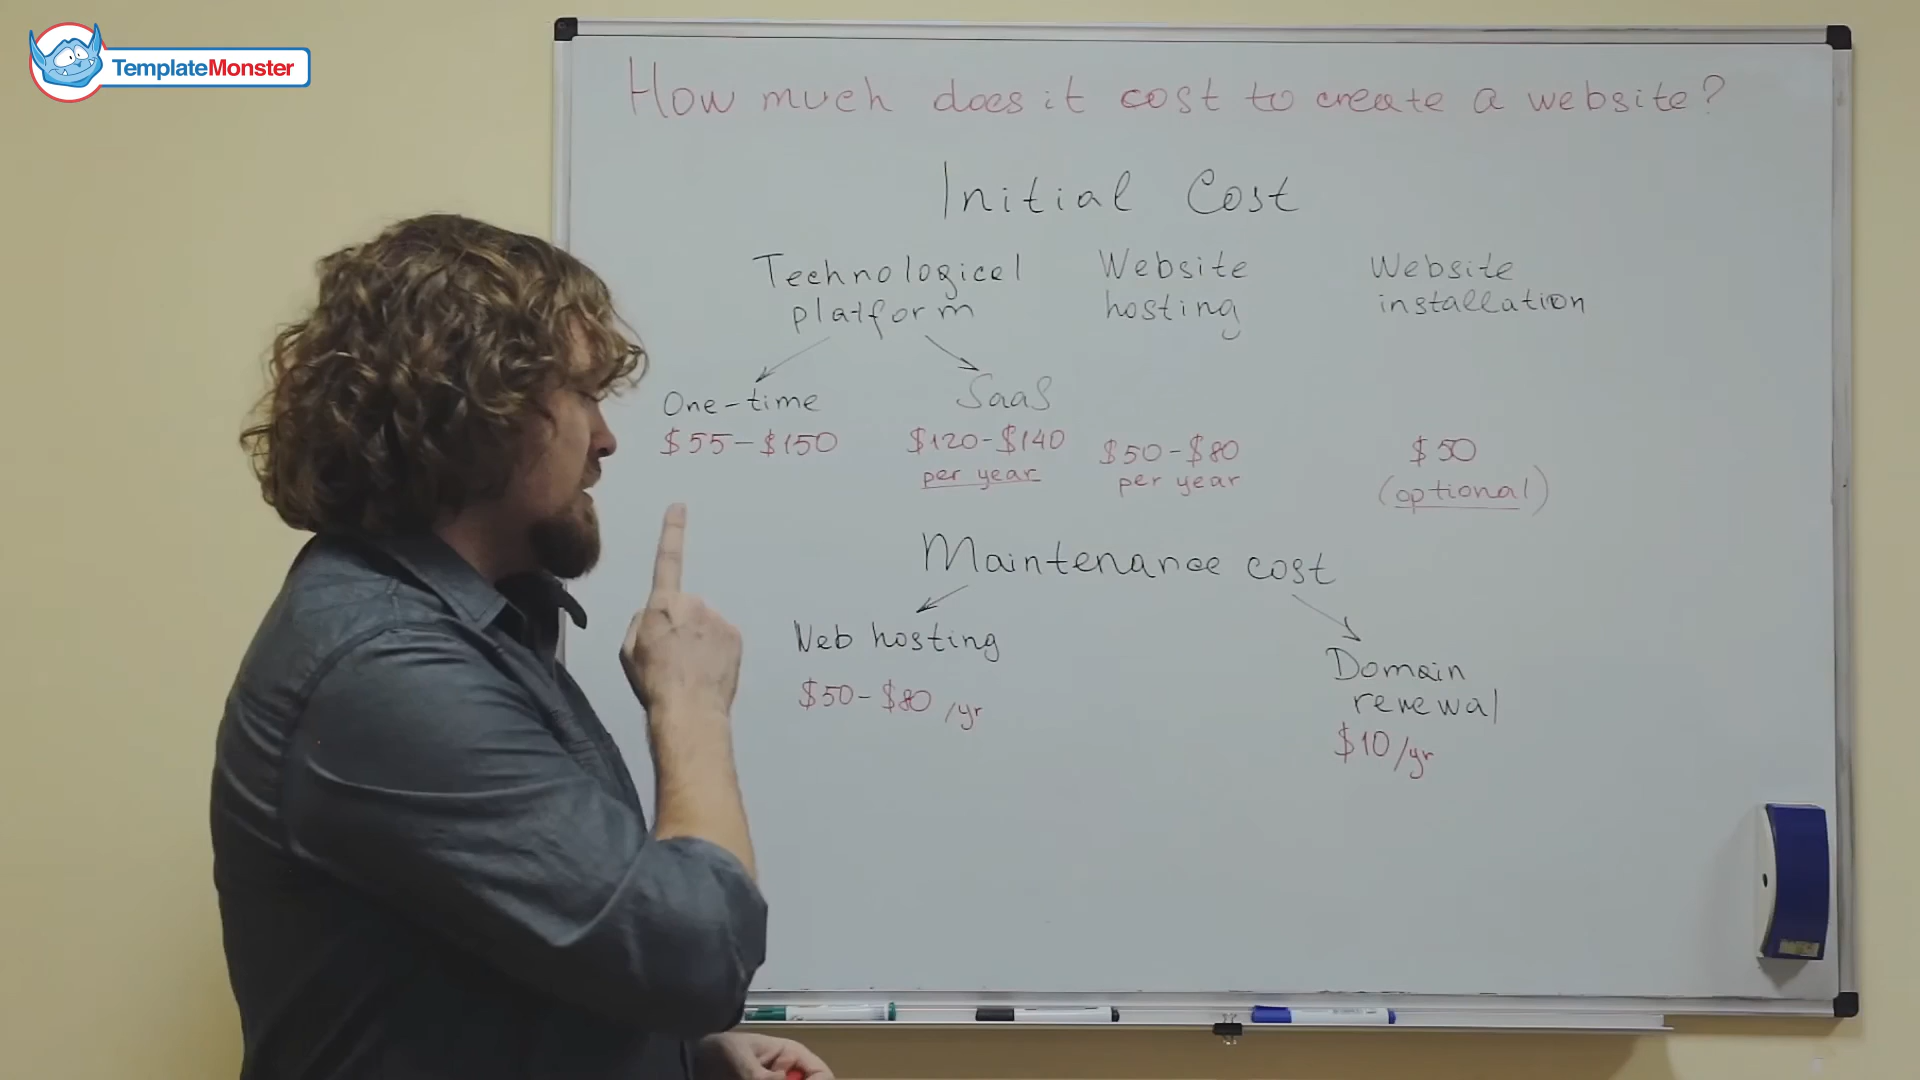 TemplateMonster
How much does it cost to create a website?
Initial Cost
Technological
platform
Website
hosting
Website
installation
One-time
$55-$150
SaaS
$120-$140
per year
$50-$80
per year
$50
(optional)
Maintenance cost
Web hosting
$50-$80/yr
Domain
renewal
$10/yr